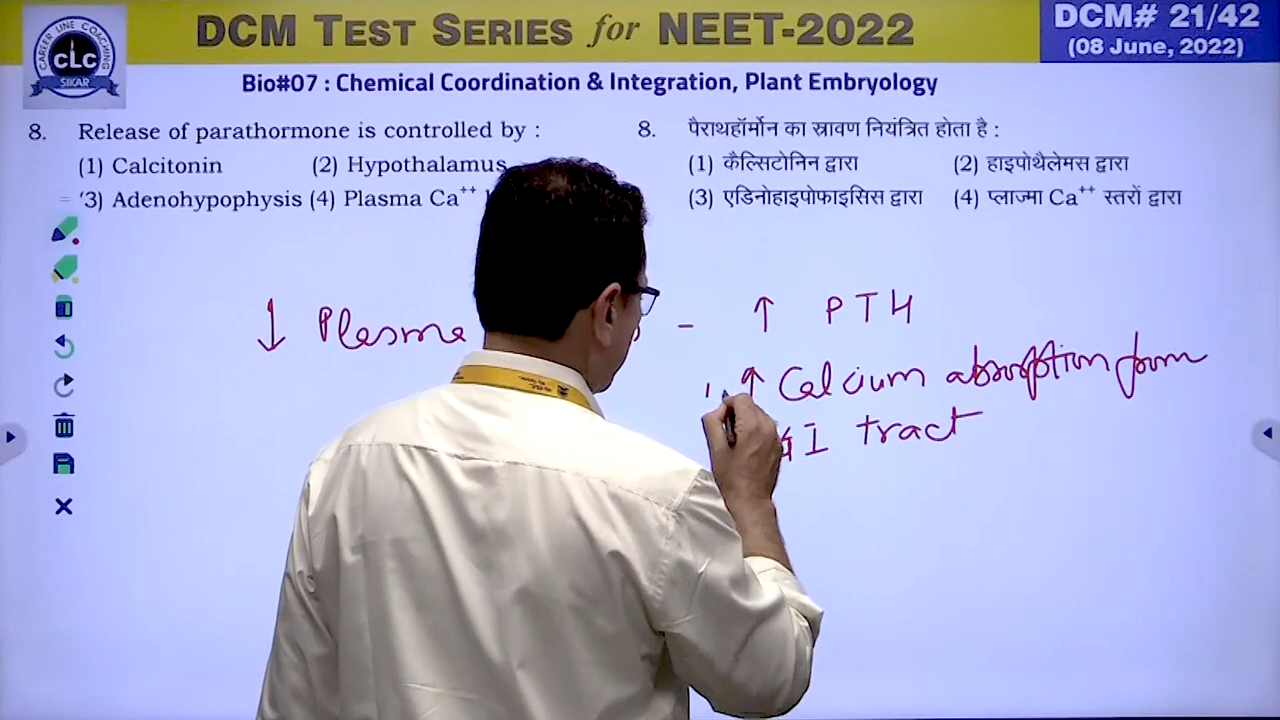 DCM TEST SERIES for NEET-2022
DCM# 21/42
(08 June, 2022)
CAREER LINE COACHING
CLC
SIKAR
Bio#07 : Chemical Coordination & Integration, Plant Embryology
8. Release of parathormone is controlled by :
(1) Calcitonin (2) Hypothalamus
3) Adenohypophysis (4) Plasma Ca⁺⁺
8. पैराथहॉर्मोन का स्रावण नियंत्रित होता है :
(1) कैल्सिटोनिन द्वारा (2) हाइपोथैलेमस द्वारा
(3) एडिनोहाइपोफाइसिस द्वारा (4) प्लाज्मा Ca⁺⁺ स्तरों द्वारा
↓ Plasma - ↑ PTH
↑ Calcium absorption from
GI tract